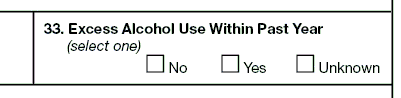 33. Excess Alcohol Use Within Past Year
(select one)
No Yes Unknown